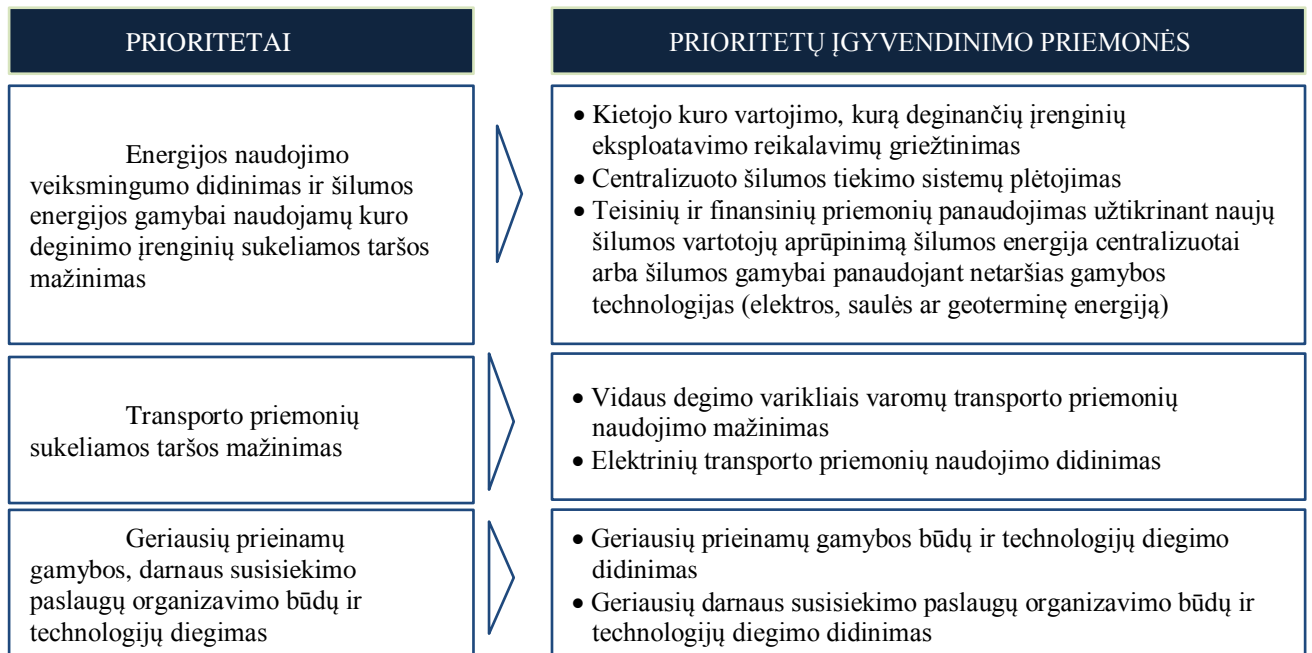 PRIORITETAI
PRIORITETŲ ĮGYVENDINIMO PRIEMONĖS
Energijos naudojimo
veiksmingumo didinimas ir šilumos
energijos gamybai naudojamų kuro
deginimo įrenginių sukeliamos taršos
mažinimas
• Kietojo kuro vartojimo, kurą deginančių įrenginių
eksploatavimo reikalavimų griežtinimas
• Centralizuoto šilumos tiekimo sistemų plėtojimas
• Teisinių ir finansinių priemonių panaudojimas užtikrinant naujų
šilumos vartotojų aprūpinimą šilumos energija centralizuotai
arba šilumos gamybai panaudojant netaršias gamybos
technologijas (elektros, saulės ar geoterminę energiją)
Transporto priemonių
sukeliamos taršos mažinimas
• Vidaus degimo varikliais varomų transporto priemonių
naudojimo mažinimas
• Elektrinių transporto priemonių naudojimo didinimas
Geriausių prieinamų
gamybos, darnaus susisiekimo
paslaugų organizavimo būdų ir
technologijų diegimas
• Geriausių prieinamų gamybos būdų ir technologijų diegimo
didinimas
• Geriausių darnaus susisiekimo paslaugų organizavimo būdų ir
technologijų diegimo didinimas